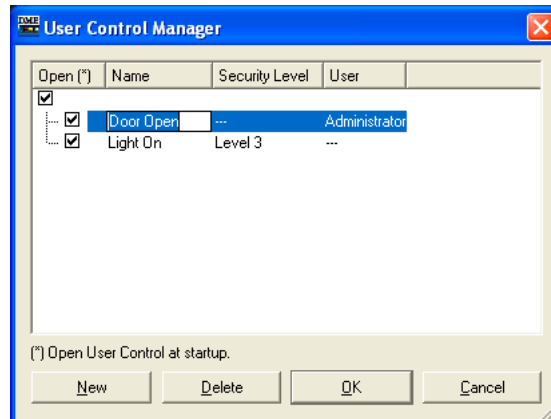 DME User Control Manager
Open (*) Name Security Level User
Door Open --- Administrator
Light On Level 3 ---
(*) Open User Control at startup.
New Delete OK Cancel